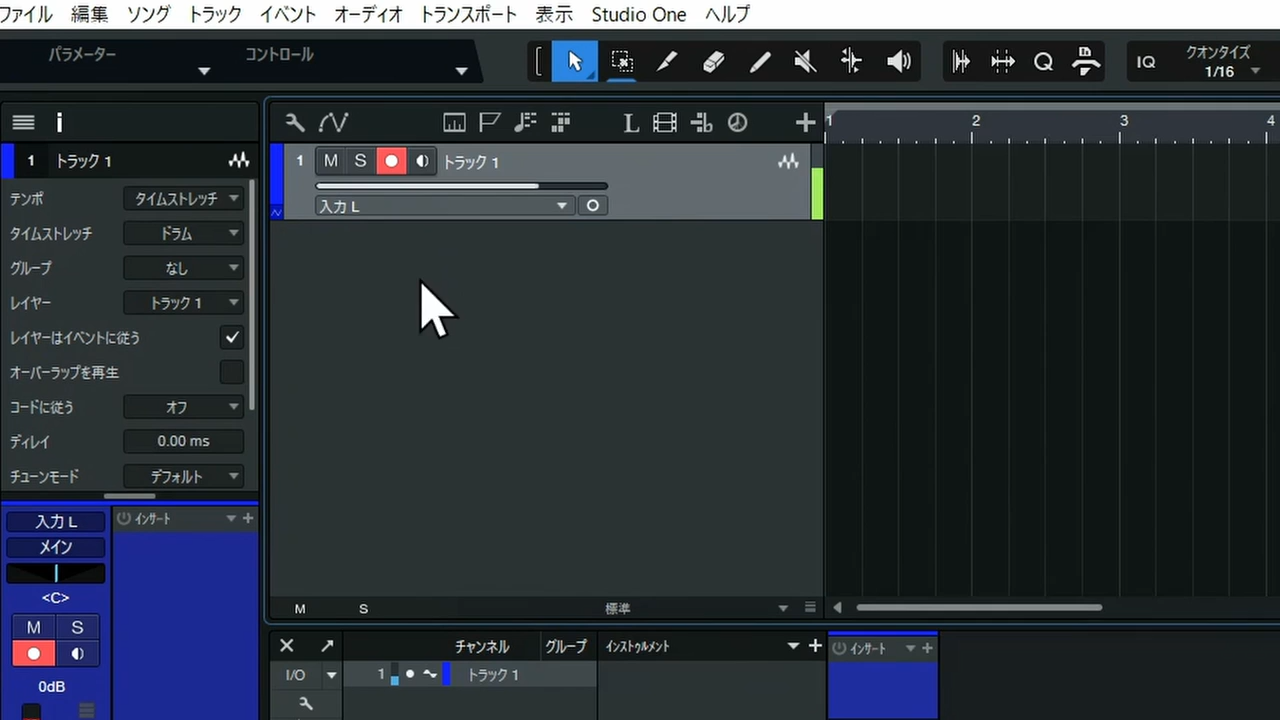 ファイル 編集 ソング トラック イベント オーディオ トランスポート 表示 Studio One ヘルプ
パラメーター コントロール
IQ クオンタイズ
1/16
1 2 3 4
1 トラック 1
1 M S トラック 1
入力 L
テンポ タイムストレッチ
タイムストレッチ ドラム
グループ なし
レイヤー トラック 1
レイヤーはイベントに従う
オーバーラップを再生
コードに従う オフ
ディレイ 0.00 ms
チューンモード デフォルト
入力 L インサート
メイン
<C>
M S
0dB
M S 標準
チャンネル グループ インストゥルメント インサート
I/O 1 トラック 1